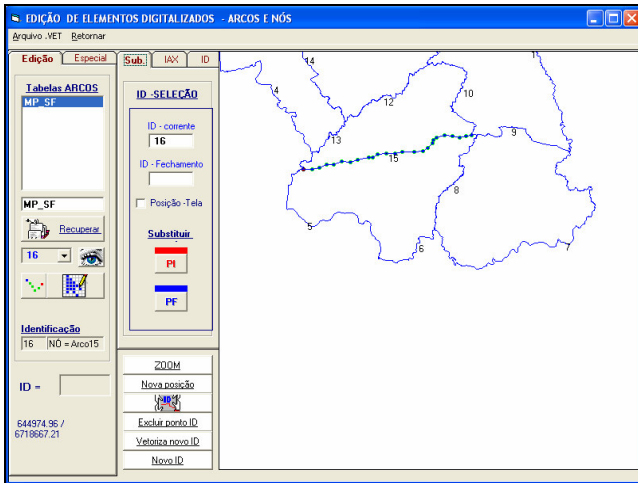 EDIÇÃO DE ELEMENTOS DIGITALIZADOS - ARCOS E NÓS
Arquivo .VET Retornar
Edição Especial
Sub. IAX ID
Tabelas ARCOS
MP_SF
MP_SF
Recuperar
16
Identificação
16 NÓ = Arco15
ID =
644974.96 /
6718667.21
ID -SELEÇÃO
ID - corrente
16
ID - Fechamento
Posição -Tela
Substituir
PI
PF
ZOOM
Nova posição
ID
Excluir ponto ID
Vetoriza novo ID
Novo ID
14
4
12
10
13
9
15
8
5
6
7